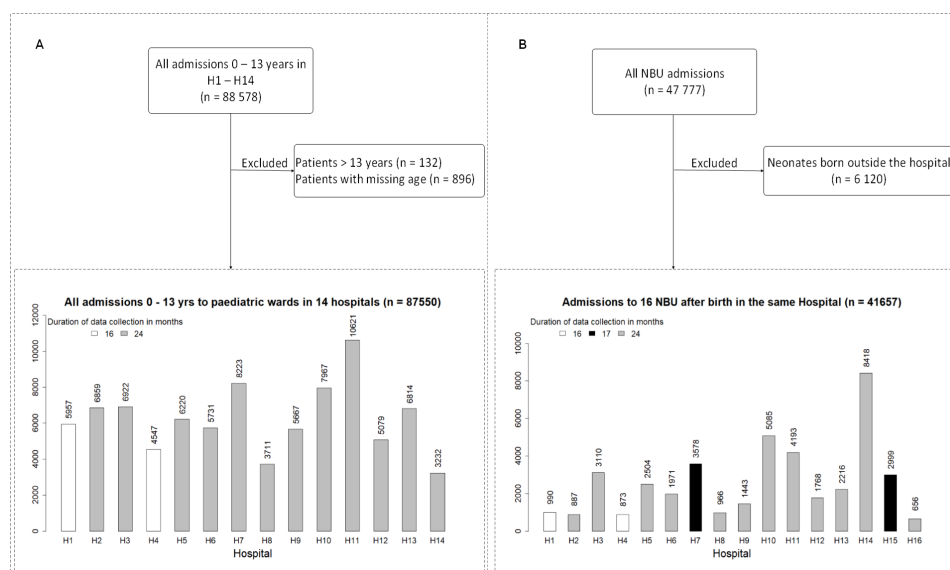 A
All admissions 0 – 13 years in
H1 – H14
(n = 88 578)
Excluded
Patients > 13 years (n = 132)
Patients with missing age (n = 896)
All admissions 0 - 13 yrs to paediatric wards in 14 hospitals (n = 87550)
Duration of data collection in months
16 24
12000
10000
8000
6000
4000
2000
0
5957 6859 6922 4547 6220 5731 8223 3711 5667 7967 10621 5079 6814 3232
H1 H2 H3 H4 H5 H6 H7 H8 H9 H10 H11 H12 H13 H14
Hospital
B
All NBU admissions
(n = 47 777)
Excluded
Neonates born outside the hospital
(n = 6 120)
Admissions to 16 NBU after birth in the same Hospital (n = 41657)
Duration of data collection in months
16 17 24
10000
8000
6000
4000
2000
0
990 887 3110 873 2504 1971 3578 966 1443 5085 4193 1768 2216 8418 2999 656
H1 H2 H3 H4 H5 H6 H7 H8 H9 H10 H11 H12 H13 H14 H15 H16
Hospital